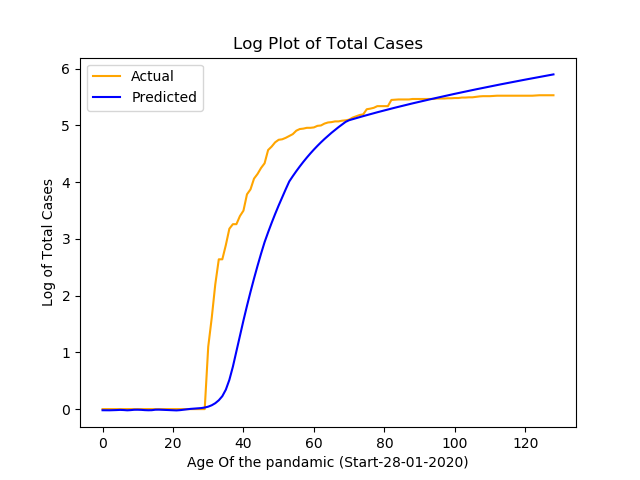 Log Plot of Total Cases
Actual
Predicted
6
5
4
3
2
1
0
Log of Total Cases
0 20 40 60 80 100 120
Age Of the pandamic (Start-28-01-2020)